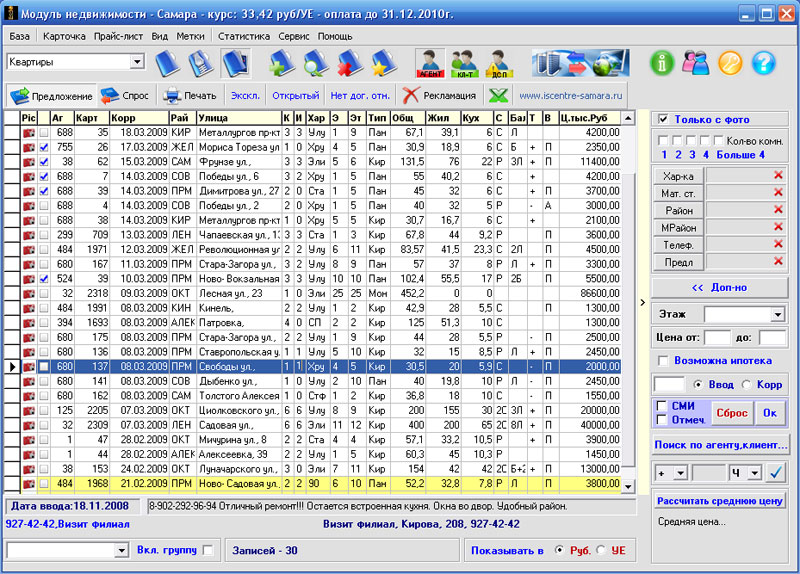 Модуль недвижимости - Самара - курс: 33,42 руб/УЕ - оплата до 31.12.2010г.
База Карточка Прайс-лист Вид Метки Статистика Сервис Помощь
Квартиры
АГЕНТ КЛ-Т ДСП
Предложение Спрос Печать Экскл. Открытый Нет дог. отн. Рекламация www.iscentre-samara.ru
Pic Аг Карт Корр Рай Улица К И Хар Э Эт Тип Общ Жил Кух С Бал Т В Ц.тыс.Руб
688 35 18.03.2009 КИР Металлургов пр-кт 3 3 Улу 1 9 Пан 67,1 39,1 6 С Л 4200,00
755 26 17.03.2009 ЖЕЛ Мориса Тореза ул 1 0 Хру 4 5 Пан 30,9 18,9 6 С Б + П 2350,00
38 62 15.03.2009 САМ Фрунзе ул., 3 3 Эли 5 6 Кир 131,5 76 22 Р 3Л + П 11400,00
688 7 14.03.2009 СОВ Победы ул., 6 2 Хру 1 5 Пан 55 40,2 6 С + 4200,00
688 39 14.03.2009 ПРМ Димитрова ул., 27 2 0 Ста 1 5 Пан 45 32 6 С + П 3700,00
688 4 14.03.2009 СОВ Победы ул., 2 0 Хру 1 5 Пан 40 32 5 Р - А 3000,00
688 38 14.03.2009 КИР Металлургов пр-кт 1 0 Хру 5 5 Кир 30,7 16,7 6 С + 2100,00
299 709 13.03.2009 ЛЕН Чапаевская ул., 13 3 3 Ста 1 3 Кир 67,8 44 9,2 Р П 3600,00
484 1971 12.03.2009 ЖЕЛ Революционная ул 2 2 Улу 6 11 Кир 83,57 41,5 23,3 С 2Л П 4500,00
680 167 11.03.2009 ПРМ Стара-Загора ул., 3 3 Улу 8 9 Пан 57 37 8 Р Л + П 3300,00
524 39 10.03.2009 ПРМ Ново- Вокзальная 3 3 Улу 10 10 Пан 102,4 55,5 17 Р 2Б П 5500,00
32 2318 09.03.2009 ОКТ Лесная ул., 23 1 0 Эли 25 25 Мон 452,2 0 0 86600,00
484 1991 08.03.2009 КИН Кинель, 2 2 Улу 1 2 Кир 42,9 28 5,5 С П 1300,00
394 1693 08.03.2009 АЛЕК Патровка, 4 0 СП 2 2 Кир 125 51,3 10 С 1300,00
680 175 08.03.2009 ПРМ Стара-Загора ул., 2 2 Улу 1 9 Кир 44 28 5,5 Р - П 2500,00
680 136 08.03.2009 ПРМ Ставропольская у. 1 1 Улу 5 10 Кир 32 15 8,5 Р Л + П 2450,00
680 137 08.03.2009 ПРМ Свободы ул., 1 1 Хру 4 5 Кир 30,5 20 5,9 С - П 2000,00
680 141 08.03.2009 СОВ Дыбенко ул., 1 1 Улу 2 10 Пан 40 19,8 10 Р Л - П 2450,00
680 162 08.03.2009 САМ Толстого Алексея 1 0 Стф 1 2 Кир 36,8 18 10 С - П 1550,00
125 2205 07.03.2009 ОКТ Циолковского ул., 6 6 Улу 8 9 Кир 200 155 30 2С 3Л + П 20000,00
32 2309 07.03.2009 ЛЕН Садовая ул., 6 6 Эли 11 12 Кир 400 200 65 2С 8Л + П 40000,00
1 47 28.02.2009 ОКТ Мичурина ул., 8 2 2 Ста 4 4 Кир 57,1 33,2 10,5 Р + П 3900,00
1 44 28.02.2009 АЛЕК Алексеевка, 39 2 2 Улу 1 5 Кир 60,3 45 10,3 Р 1450,00
38 153 24.02.2009 ОКТ Луначарского ул., 3 0 Эли 7 11 Кир 154 42 42 2С Б+2 + П 13000,00
484 1968 21.02.2009 ПРМ Ново- Садовая ул., 2 2 90 6 10 Пан 52,2 32,8 7,8 Р Л + П 3800,00
Только с фото
Кол-во комн.
1 2 3 4 Больше 4
Хар-ка
Мат. ст.
Район
МРайон
Телеф.
Предл
<< Доп-но
Этаж
Цена от: до:
Возможна ипотека
Ввод Корр
СМИ
Отмеч.
Сброс Ок
Поиск по агенту,клиент...
+ Ч
Рассчитать среднюю цену
Средняя цена...
Дата ввода:18.11.2008 8-902-292-96-94 Отличный ремонт!!! Остается встроенная кухня. Окна во двор. Удобный район.
927-42-42,Визит филиал Визит филиал, Кирова, 208, 927-42-42
Вкл. группу Записей - 30 Показывать в Руб. УЕ